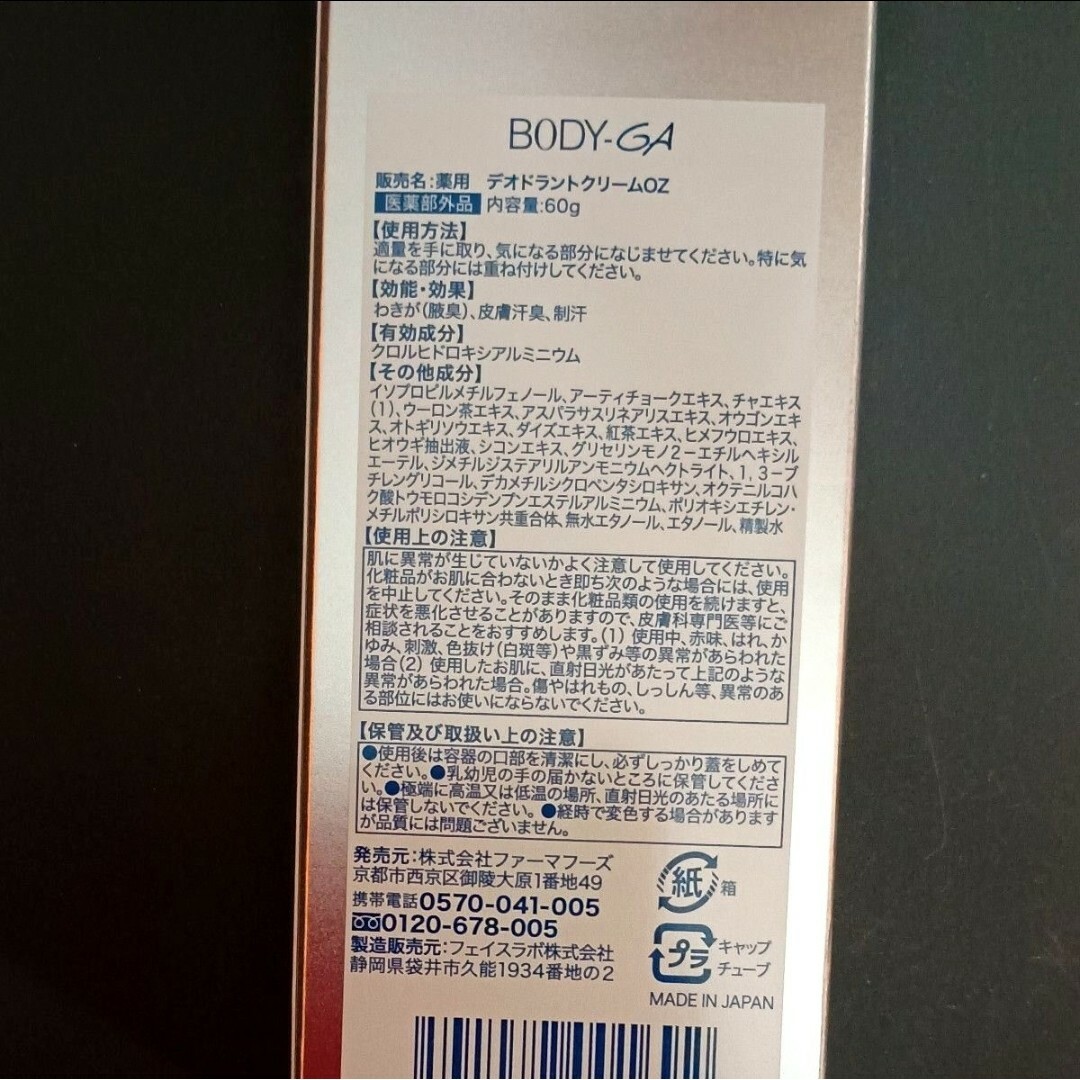 BODY-GA
販売名:薬用 デオドラントクリームOZ
医薬部外品 内容量:60g
【使用方法】
適量を手に取り、気になる部分になじませてください。特に気
になる部分には重ね付けしてください。
【効能・効果】
わきが(腋臭)、皮膚汗臭、制汗
【有効成分】
クロルヒドロキシアルミニウム
【その他成分】
イソプロピルメチルフェノール、アーティチョークエキス、チャエキス
(1)、ウーロン茶エキス、アスパラサスリネアリスエキス、オウゴンエキ
ス、オトギリソウエキス、ダイズエキス、紅茶エキス、ヒメフウロエキス、
ヒオウギ抽出液、シコンエキス、グリセリンモノ2-エチルヘキシル
エーテル、ジメチルジステアリルアンモニウムヘクトライト、1,3-ブ
チレングリコール、デカメチルシクロペンタシロキサン、オクテニルコハ
ク酸トウモロコシデンプンエステルアルミニウム、ポリオキシエチレン・
メチルポリシロキサン共重合体、無水エタノール、エタノール、精製水
【使用上の注意】
肌に異常が生じていないかよく注意して使用してください。
化粧品がお肌に合わないとき即ち次のような場合には、使用
を中止してください。そのまま化粧品類の使用を続けますと、
症状を悪化させることがありますので、皮膚科専門医等にご
相談されることをおすすめします。(1) 使用中、赤味、はれ、か
ゆみ、刺激、色抜け(白斑等)や黒ずみ等の異常があらわれた
場合(2) 使用したお肌に、直射日光があたって上記のような
異常があらわれた場合。傷やはれもの、しっしん等、異常のあ
る部位にはお使いにならないでください。
【保管及び取扱い上の注意】
●使用後は容器の口部を清潔にし、必ずしっかり蓋をしめて
ください。●乳幼児の手の届かないところに保管してくださ
い。●極端に高温又は低温の場所、直射日光のあたる場所に
は保管しないでください。●経時で変色する場合があります
が品質には問題ございません。
発売元:株式会社ファーマフーズ
京都市西京区御陵大原1番地49
携帯電話0570-041-005
0120-678-005
製造販売元:フェイスラボ株式会社
静岡県袋井市久能1934番地の2
紙 箱
プラ キャップ
チューブ
MADE IN JAPAN